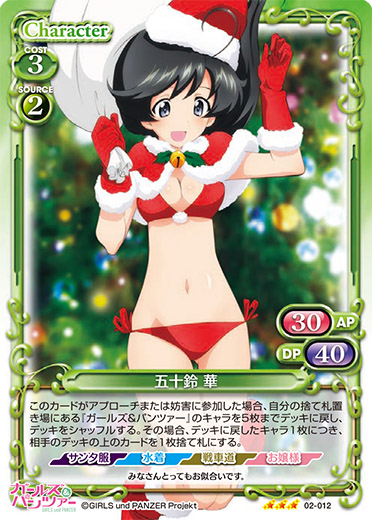 Character
COST
3
SOURCE
2
30 AP
DP 40
五十鈴 華
このカードがアプローチまたは妨害に参加した場合、自分の捨て札置
き場にある『ガールズ&パンツァー』のキャラを5枚までデッキに戻し、
デッキをシャッフルする。その場合、デッキに戻したキャラ1枚につき、
相手のデッキの上のカードを1枚捨て札にする。
サンタ服 水着 戦車道 お嬢様
みなさんとってもお似合いです。
ガールズ&
パンツァー
GIRLS und PANZER
©GIRLS und PANZER Projekt
02-012